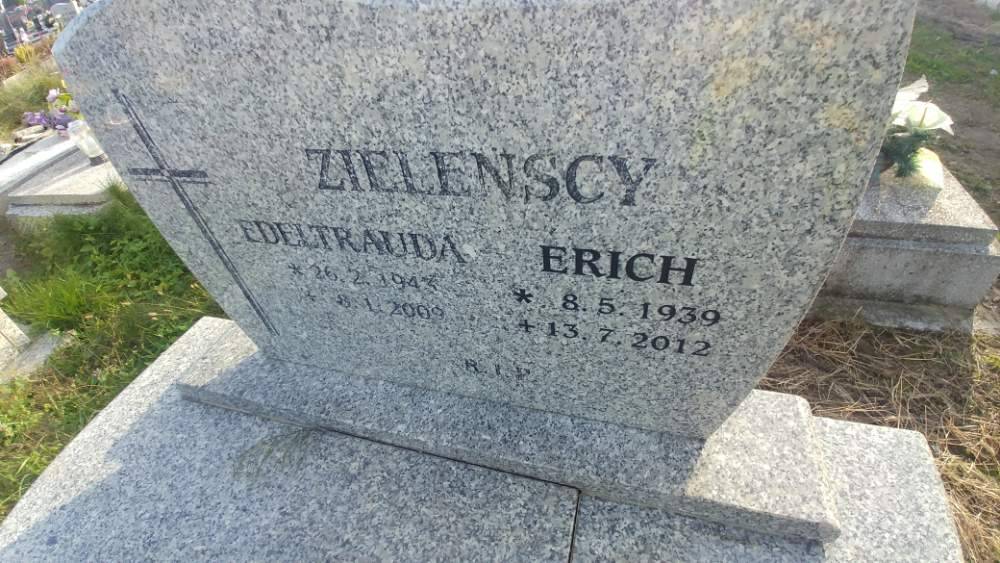 ZIELENSCY
EDELTRAUDA
* 26. 2. 1943
+ 8. 1. 2009
ERICH
* 8. 5. 1939
+ 13. 7. 2012
R.I.P